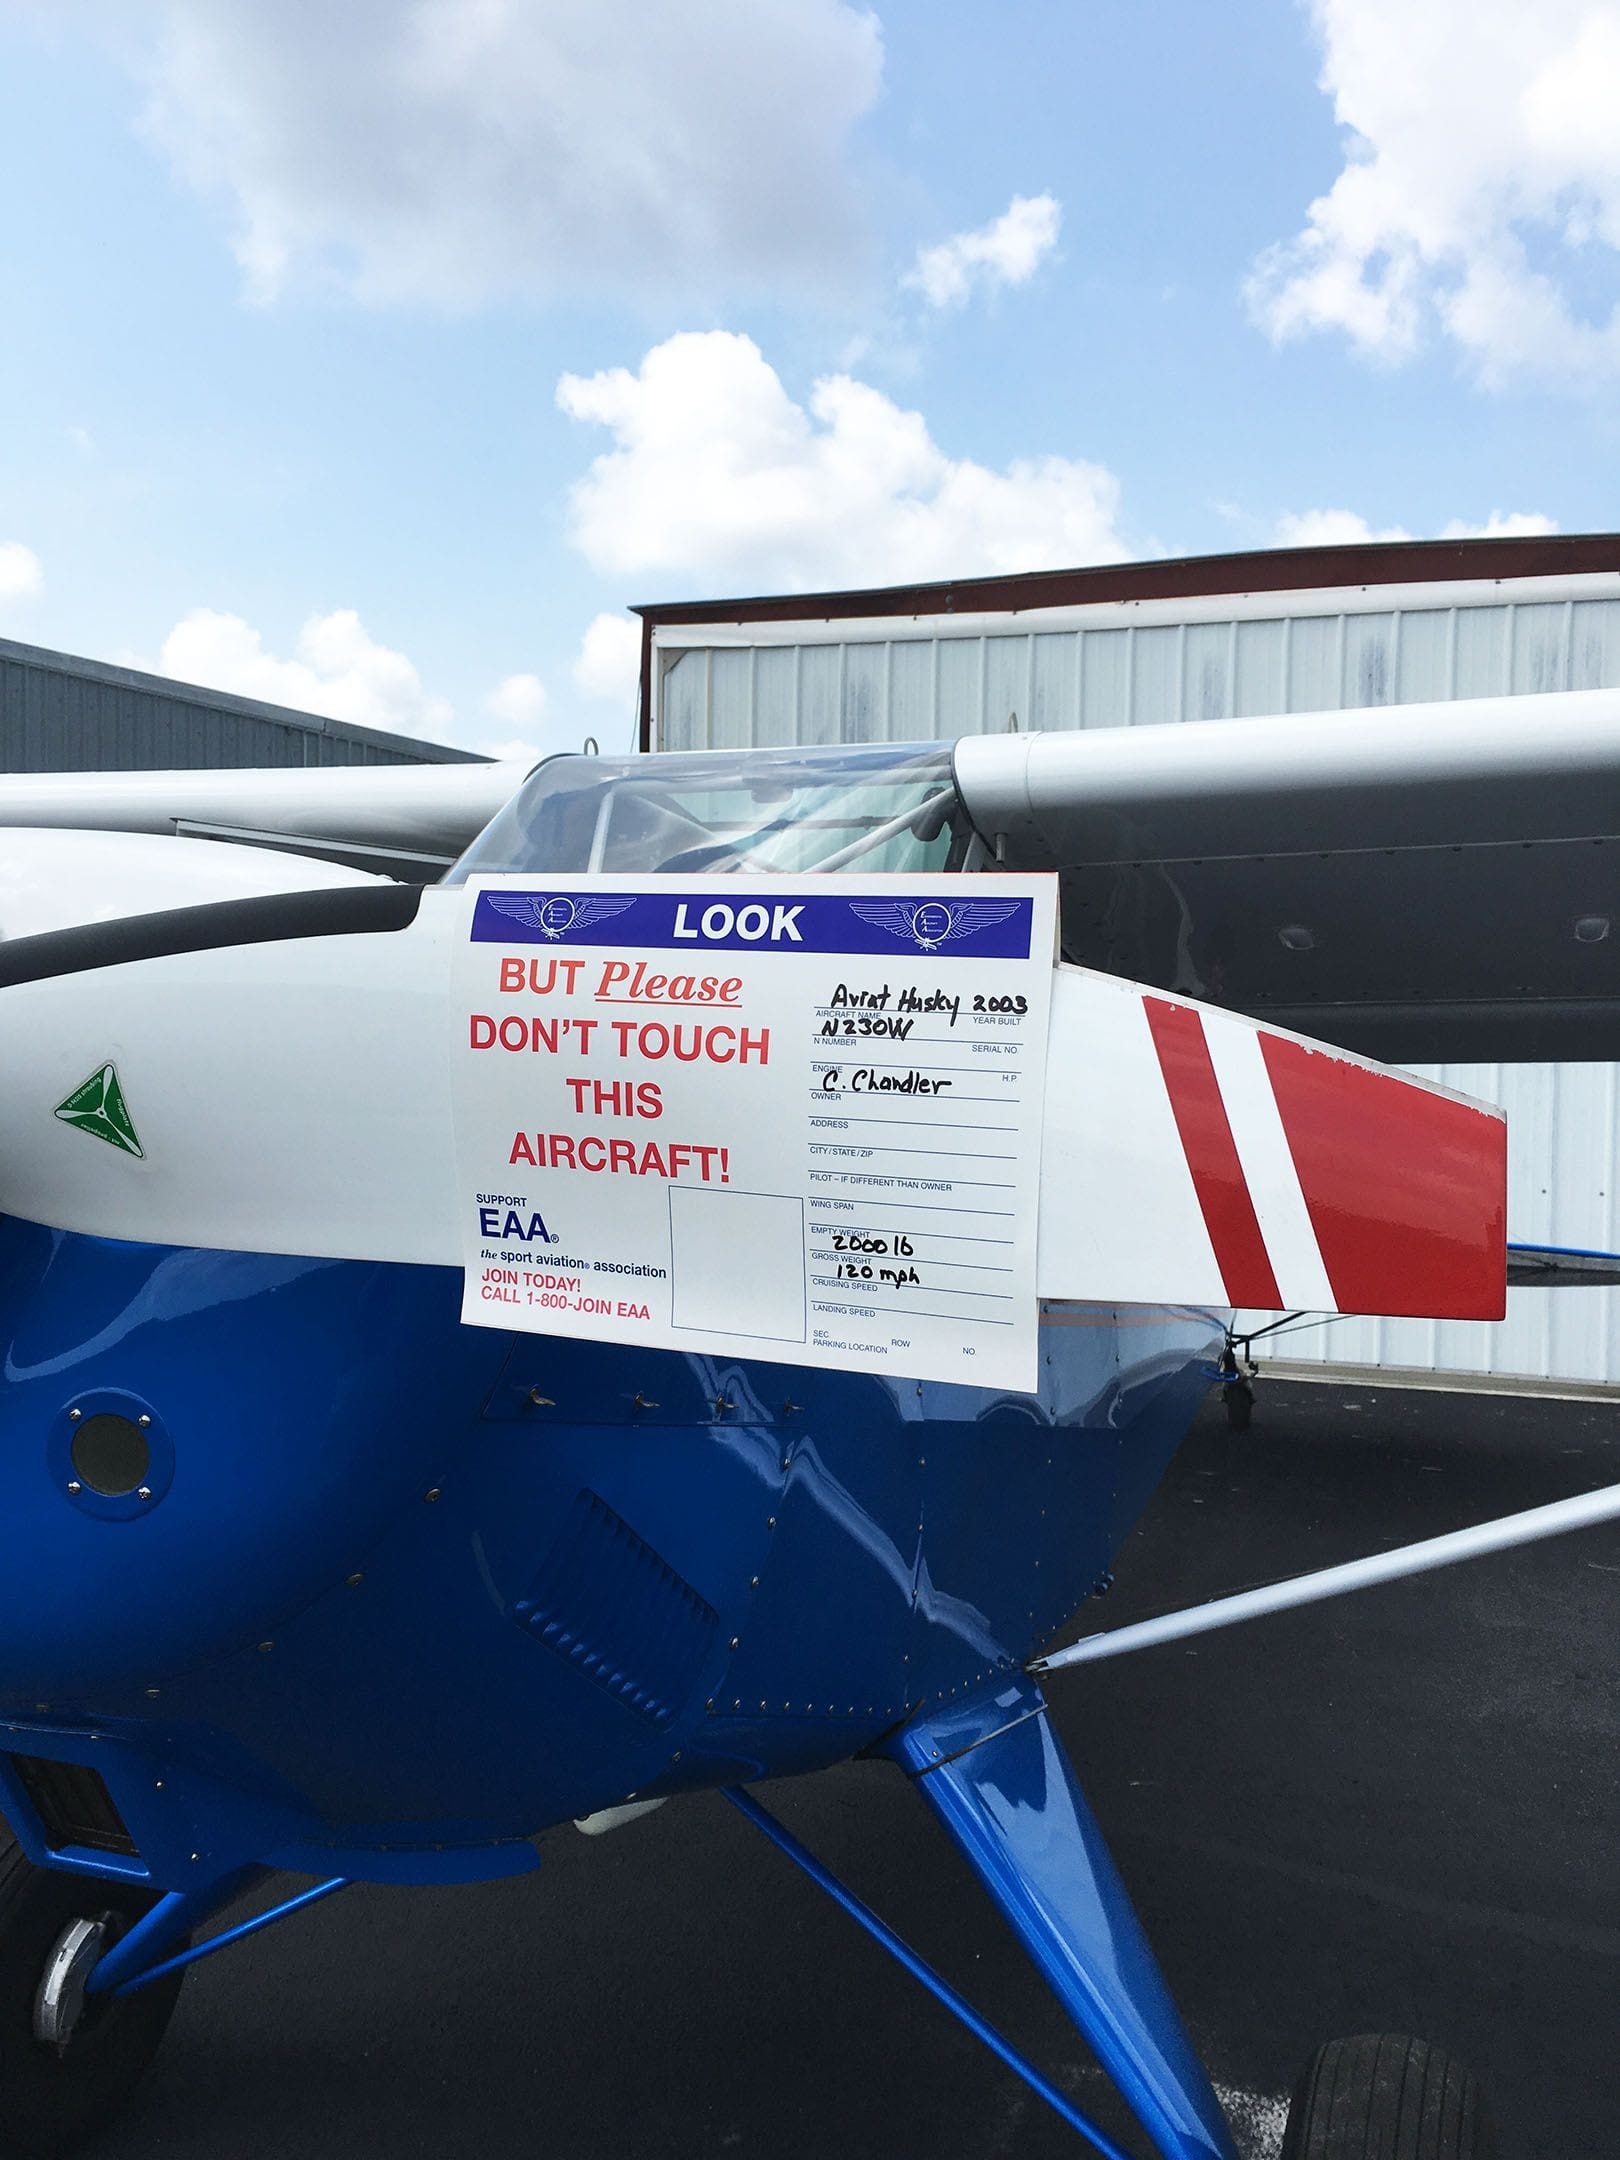 LOOK
BUT Please
DON'T TOUCH
THIS
AIRCRAFT!
SUPPORT
EAA®
the sport aviation® association
JOIN TODAY!
CALL 1-800-JOIN EAA
Aviat Husky 2003
AIRCRAFT NAME YEAR BUILT
N230W
N NUMBER SERIAL NO.
ENGINE H.P.
C. Chandler
OWNER
ADDRESS
CITY/STATE/ZIP
PILOT – IF DIFFERENT THAN OWNER
WING SPAN
EMPTY WEIGHT
2000 lb
GROSS WEIGHT
120 mph
CRUISING SPEED
LANDING SPEED
SEC. ROW NO.
PARKING LOCATION